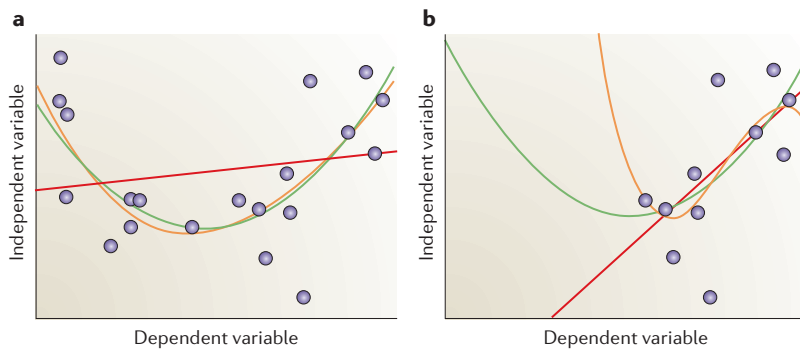 a
b
Independent variable
Independent variable
Dependent variable
Dependent variable